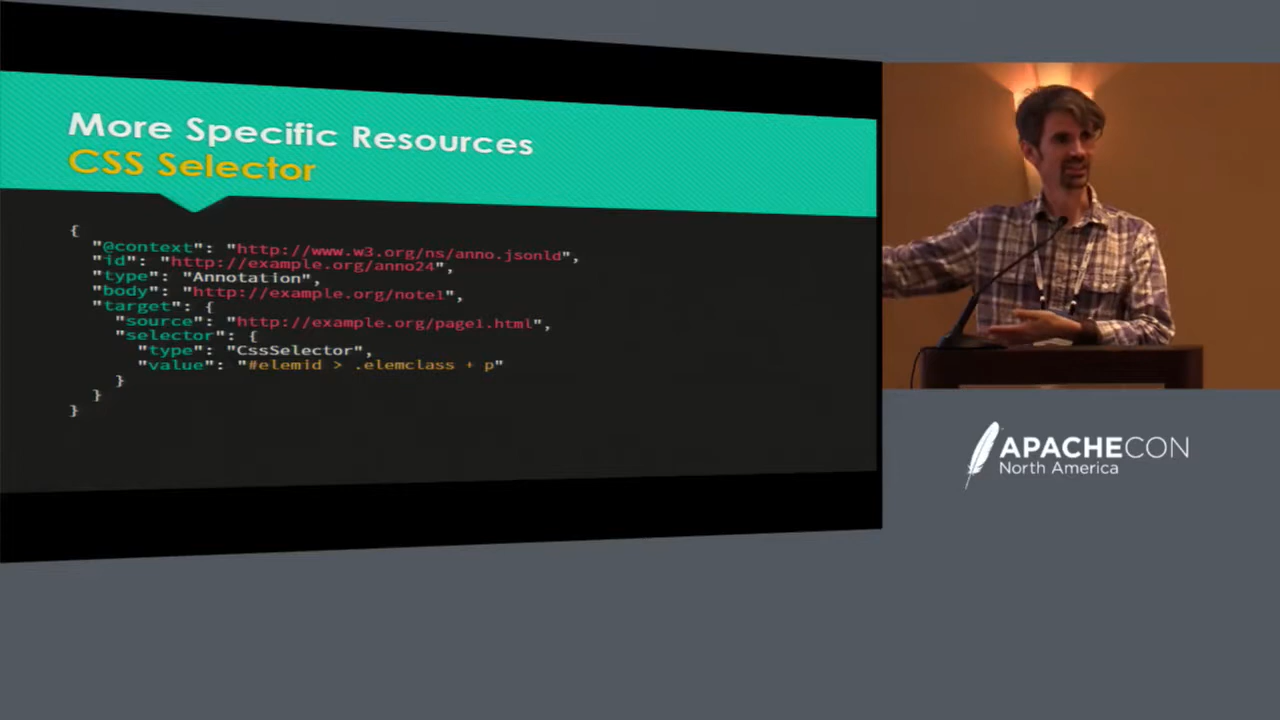 More Specific Resources
CSS Selector
{
"@context": "http://www.w3.org/ns/anno.jsonld",
"id": "http://example.org/anno24",
"type": "Annotation",
"body": "http://example.org/note1",
"target": {
"source": "http://example.org/page1.html",
"selector": {
"type": "CssSelector",
"value": "#elemid > .elemclass + p"
}
}
}
APACHECON
North America